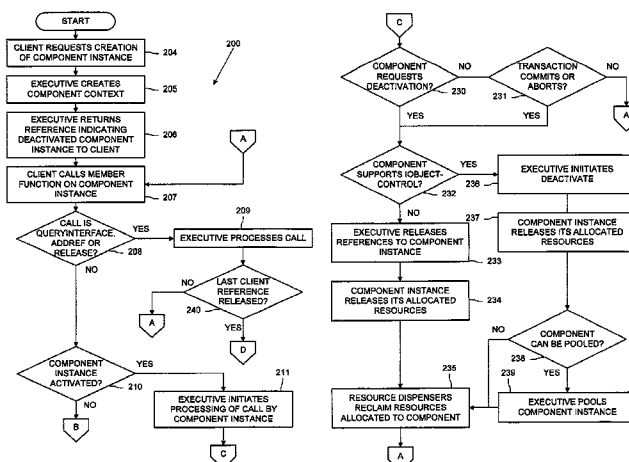 START
CLIENT REQUESTS CREATION
OF COMPONENT INSTANCE
204
200
EXECUTIVE CREATES
COMPONENT CONTEXT
205
EXECUTIVE RETURNS
REFERENCE INDICATING
DEACTIVATED COMPONENT
INSTANCE TO CLIENT
206
A
CLIENT CALLS MEMBER
FUNCTION ON COMPONENT
INSTANCE
207
CALL IS
QUERYINTERFACE,
ADDREF OR
RELEASE?
208
YES
NO
209
EXECUTIVE PROCESSES CALL
LAST CLIENT
REFERENCE
RELEASED?
240
NO
YES
A
D
COMPONENT
INSTANCE
ACTIVATED?
210
YES
NO
B
211
EXECUTIVE INITIATES
PROCESSING OF CALL BY
COMPONENT INSTANCE
C
C
COMPONENT
REQUESTS
DEACTIVATION?
230
NO
YES
TRANSACTION
COMMITS OR
ABORTS?
231
NO
YES
A
COMPONENT
SUPPORTS IOBJECT-
CONTROL?
232
YES
NO
EXECUTIVE INITIATES
DEACTIVATE
236
237
COMPONENT INSTANCE
RELEASES ITS ALLOCATED
RESOURCES
EXECUTIVE RELEASES
REFERENCES TO COMPONENT
INSTANCE
233
COMPONENT INSTANCE
RELEASES ITS ALLOCATED
RESOURCES
234
NO
COMPONENT
CAN BE POOLED?
238
YES
235
RESOURCE DISPENSERS
RECLAIM RESOURCES
ALLOCATED TO COMPONENT
239
EXECUTIVE POOLS
COMPONENT INSTANCE
A